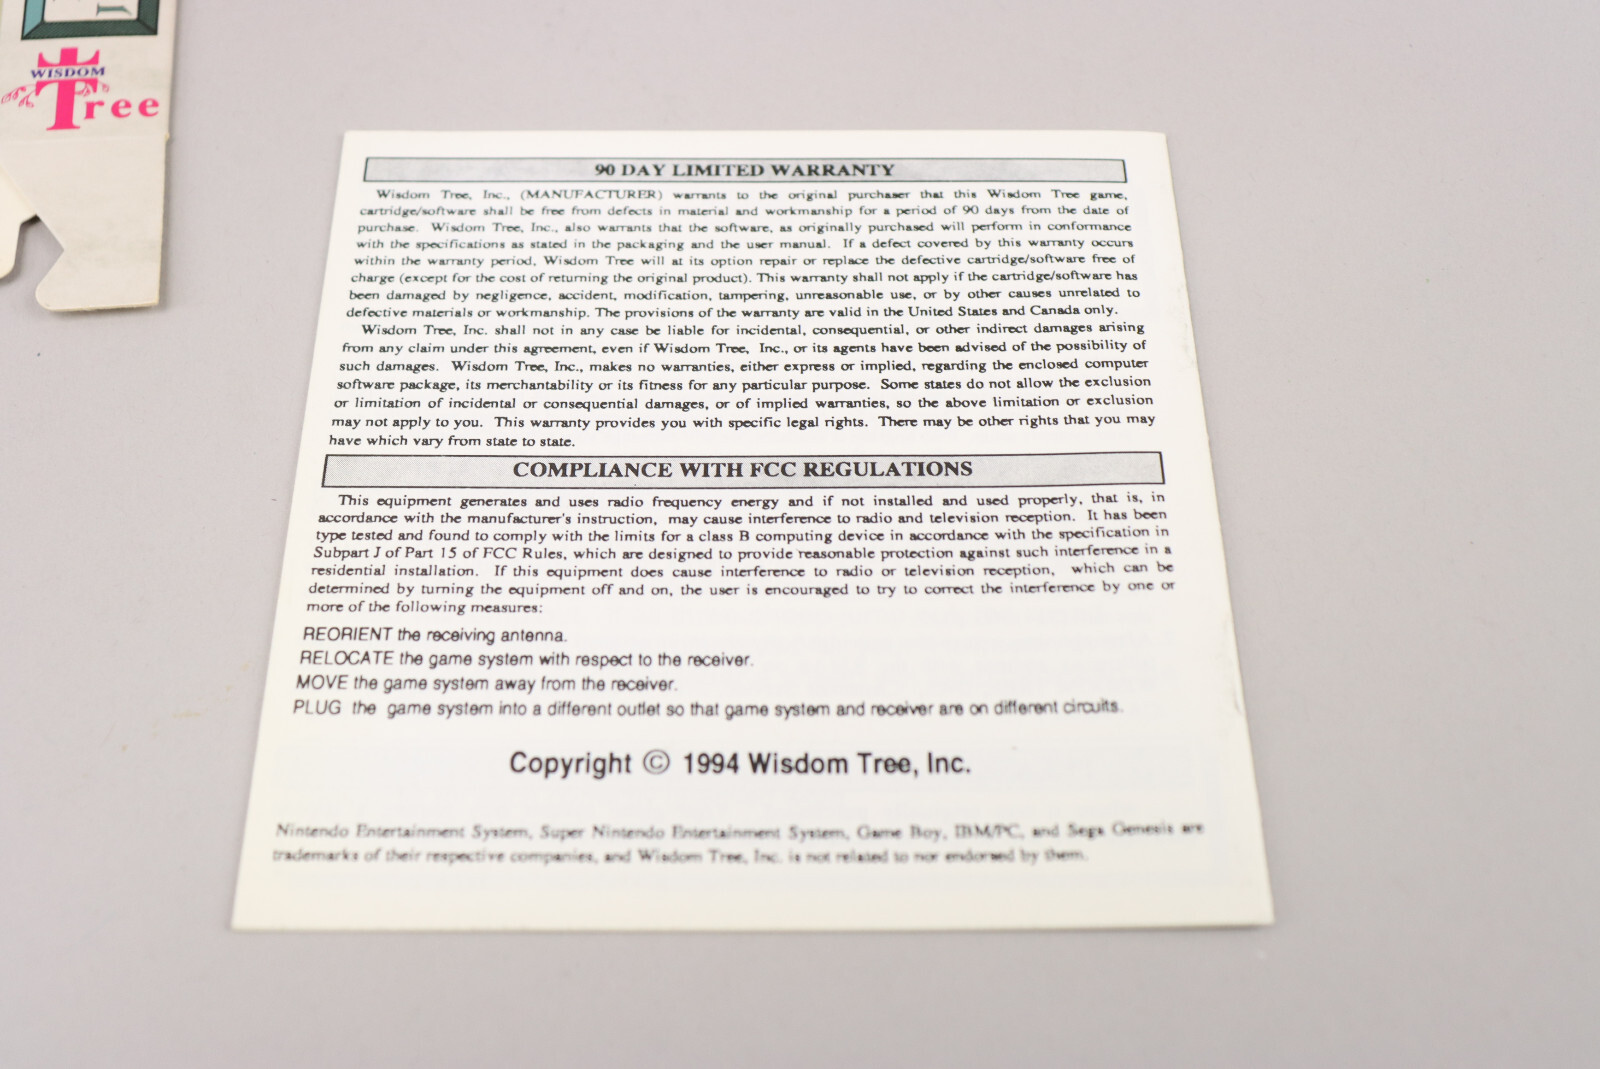 WISDOM
Tree
90 DAY LIMITED WARRANTY
Wisdom Tree, Inc., (MANUFACTURER) warrants to the original purchaser that this Wisdom Tree game,
cartridge/software shall be free from defects in material and workmanship for a period of 90 days from the date of
purchase. Wisdom Tree, Inc., also warrants that the software, as originally purchased will perform in conformance
with the specifications as stated in the packaging and the user manual. If a defect covered by this warranty occurs
within the warranty period, Wisdom Tree will at its option repair or replace the defective cartridge/software free of
charge (except for the cost of returning the original product). This warranty shall not apply if the cartridge/software has
been damaged by negligence, accident, modification, tampering, unreasonable use, or by other causes unrelated to
defective materials or workmanship. The provisions of the warranty are valid in the United States and Canada only.
Wisdom Tree, Inc. shall not in any case be liable for incidental, consequential, or other indirect damages arising
from any claim under this agreement, even if Wisdom Tree, Inc., or its agents have been advised of the possibility of
such damages. Wisdom Tree, Inc., makes no warranties, either express or implied, regarding the enclosed computer
software package, its merchantability or its fitness for any particular purpose. Some states do not allow the exclusion
or limitation of incidental or consequential damages, or of implied warranties, so the above limitation or exclusion
may not apply to you. This warranty provides you with specific legal rights. There may be other rights that you may
have which vary from state to state.
COMPLIANCE WITH FCC REGULATIONS
This equipment generates and uses radio frequency energy and if not installed and used properly, that is, in
accordance with the manufacturer's instruction, may cause interference to radio and television reception. It has been
type tested and found to comply with the limits for a class B computing device in accordance with the specification in
Subpart J of Part 15 of FCC Rules, which are designed to provide reasonable protection against such interference in a
residential installation. If this equipment does cause interference to radio or television reception, which can be
determined by turning the equipment off and on, the user is encouraged to try to correct the interference by one or
more of the following measures:
REORIENT the receiving antenna.
RELOCATE the game system with respect to the receiver.
MOVE the game system away from the receiver.
PLUG the game system into a different outlet so that game system and receiver are on different circuits.
Copyright © 1994 Wisdom Tree, Inc.
Nintendo Entertainment System, Super Nintendo Entertainment System, Game Boy, IBM/PC, and Sega Genesis are
trademarks of their respective companies, and Wisdom Tree, Inc. is not related to nor endorsed by them.